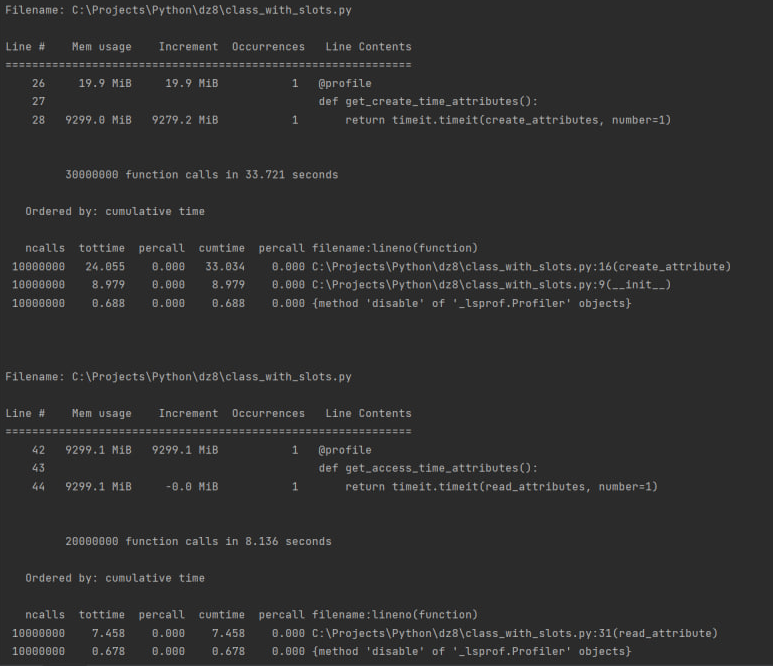 Filename: C:\Projects\Python\dz8\class_with_slots.py
Line #    Mem usage    Increment  Occurrences   Line Contents
=============================================================
    26     19.9 MiB     19.9 MiB           1   @profile
    27                                         def get_create_time_attributes():
    28   9299.0 MiB   9279.2 MiB           1       return timeit.timeit(create_attributes, number=1)
         30000000 function calls in 33.721 seconds
   Ordered by: cumulative time
   ncalls  tottime  percall  cumtime  percall filename:lineno(function)
 10000000   24.055    0.000   33.034    0.000 C:\Projects\Python\dz8\class_with_slots.py:16(create_attribute)
 10000000    8.979    0.000    8.979    0.000 C:\Projects\Python\dz8\class_with_slots.py:9(__init__)
 10000000    0.688    0.000    0.688    0.000 {method 'disable' of '_lsprof.Profiler' objects}
Filename: C:\Projects\Python\dz8\class_with_slots.py
Line #    Mem usage    Increment  Occurrences   Line Contents
=============================================================
    42   9299.1 MiB   9299.1 MiB           1   @profile
    43                                         def get_access_time_attributes():
    44   9299.1 MiB     -0.0 MiB           1       return timeit.timeit(read_attributes, number=1)
         20000000 function calls in 8.136 seconds
   Ordered by: cumulative time
   ncalls  tottime  percall  cumtime  percall filename:lineno(function)
 10000000    7.458    0.000    7.458    0.000 C:\Projects\Python\dz8\class_with_slots.py:31(read_attribute)
 10000000    0.678    0.000    0.678    0.000 {method 'disable' of '_lsprof.Profiler' objects}